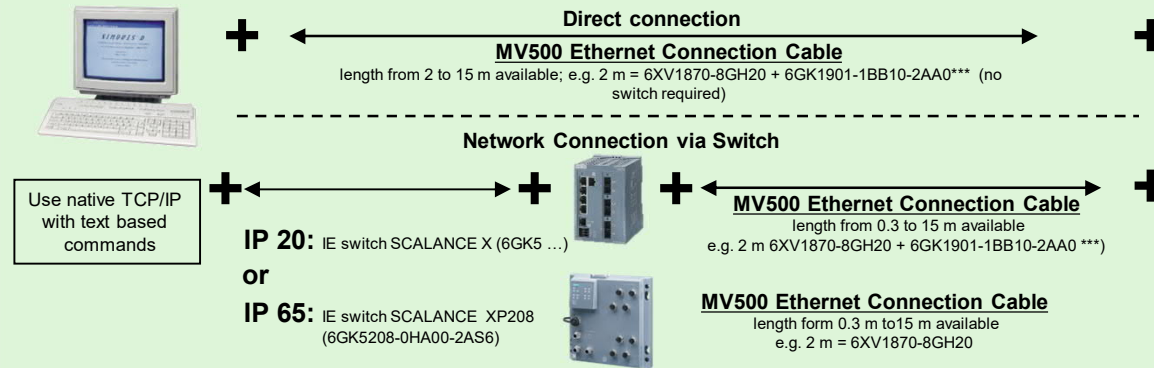 Direct connection
MV500 Ethernet Connection Cable
length from 2 to 15 m available; e.g. 2 m = 6XV1870-8GH20 + 6GK1901-1BB10-2AA0*** (no
switch required)
Network Connection via Switch
Use native TCP/IP
with text based
commands
IP 20: IE switch SCALANCE X (6GK5 …)
or
IP 65: IE switch SCALANCE XP208
(6GK5208-0HA00-2AS6)
MV500 Ethernet Connection Cable
length from 0.3 to 15 m available
e.g. 2 m 6XV1870-8GH20 + 6GK1901-1BB10-2AA0 ***)
MV500 Ethernet Connection Cable
length form 0.3 m to15 m available
e.g. 2 m = 6XV1870-8GH20